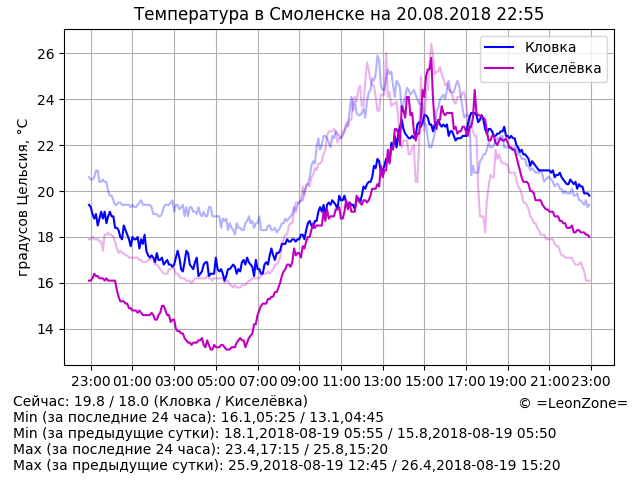 Температура в Смоленске на 20.08.2018 22:55
градусов Цельсия, °C
26
24
22
20
18
16
14
Кловка
Киселёвка
23:00 01:00 03:00 05:00 07:00 09:00 11:00 13:00 15:00 17:00 19:00 21:00 23:00
Сейчас: 19.8 / 18.0 (Кловка / Киселёвка)
© =LeonZone=
Min (за последние 24 часа): 16.1,05:25 / 13.1,04:45
Min (за предыдущие сутки): 18.1,2018-08-19 05:55 / 15.8,2018-08-19 05:50
Max (за последние 24 часа): 23.4,17:15 / 25.8,15:20
Max (за предыдущие сутки): 25.9,2018-08-19 12:45 / 26.4,2018-08-19 15:20